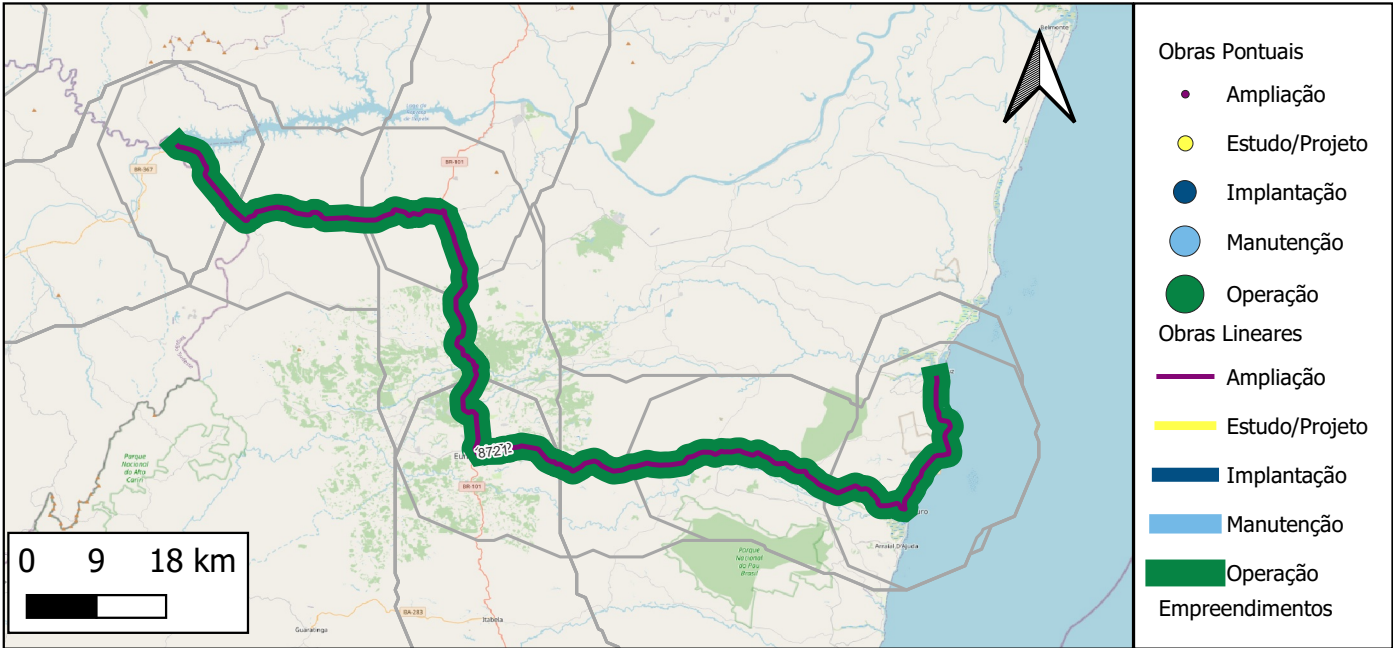 Belmonte
BR-101
BR-367
Parque
Nacional
do Alto
Cariri
8721
BR-101
Arraial D'Ajuda
Parque
Nacional
do Pau
Brasil
BA-283
Itabela
Guaratinga
0 9 18 km
Obras Pontuais
Ampliação
Estudo/Projeto
Implantação
Manutenção
Operação
Obras Lineares
Ampliação
Estudo/Projeto
Implantação
Manutenção
Operação
Empreendimentos